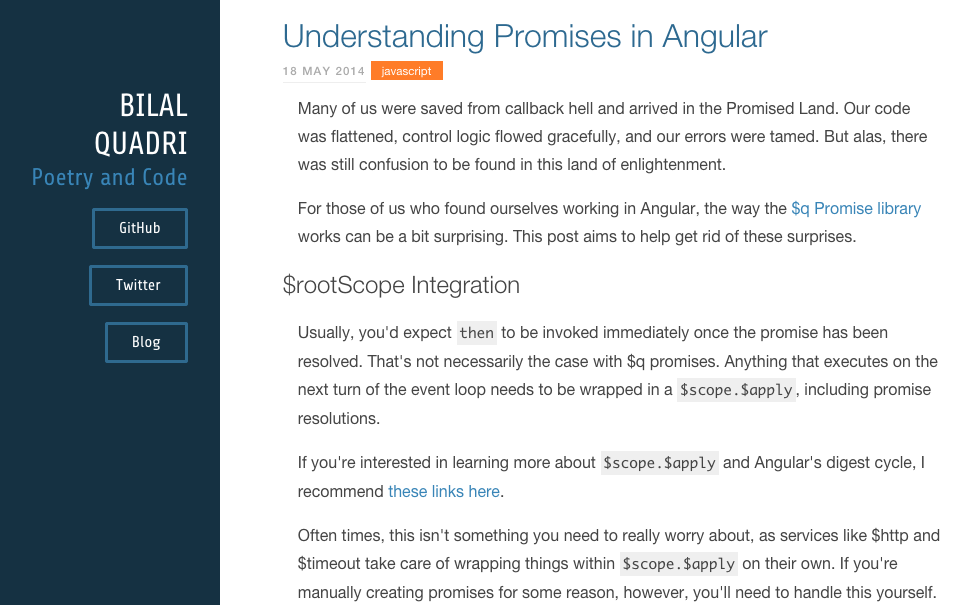 BILAL
QUADRI
Poetry and Code
GitHub
Twitter
Blog
Understanding Promises in Angular
18 MAY 2014 javascript
Many of us were saved from callback hell and arrived in the Promised Land. Our code
was flattened, control logic flowed gracefully, and our errors were tamed. But alas, there
was still confusion to be found in this land of enlightenment.
For those of us who found ourselves working in Angular, the way the $q Promise library
works can be a bit surprising. This post aims to help get rid of these surprises.
$rootScope Integration
Usually, you'd expect then to be invoked immediately once the promise has been
resolved. That's not necessarily the case with $q promises. Anything that executes on the
next turn of the event loop needs to be wrapped in a $scope.$apply, including promise
resolutions.
If you're interested in learning more about $scope.$apply and Angular's digest cycle, I
recommend these links here.
Often times, this isn't something you need to really worry about, as services like $http and
$timeout take care of wrapping things within $scope.$apply on their own. If you're
manually creating promises for some reason, however, you'll need to handle this yourself.